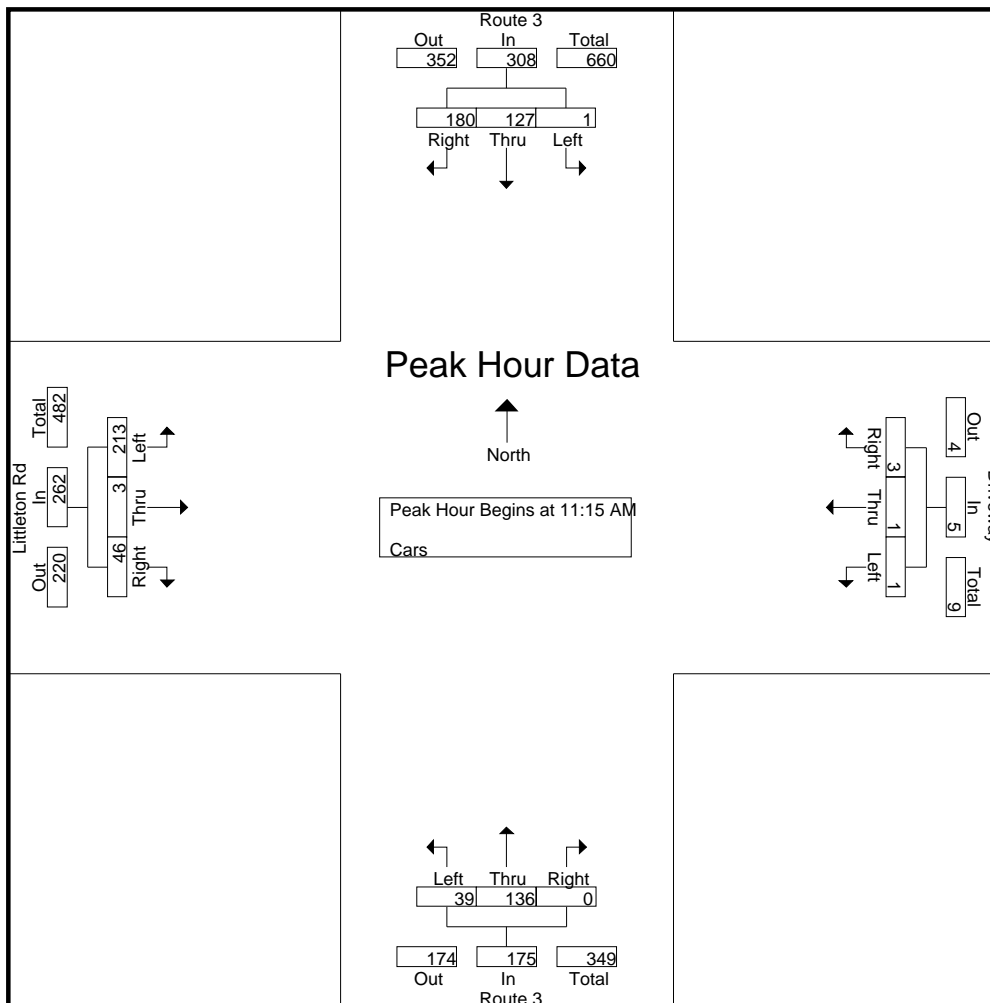 Route 3
Out In Total
352 308 660
180 127 1
Right Thru Left
Peak Hour Data
North
Peak Hour Begins at 11:15 AM
Cars
Littleton Rd
Out In Total
220 262 482
46 3 213
Right Thru Left
Out In Total
4 5 9
3 1 1
Right Thru Left
Left Thru Right
39 136 0
174 175 349
Out In Total
Route 3